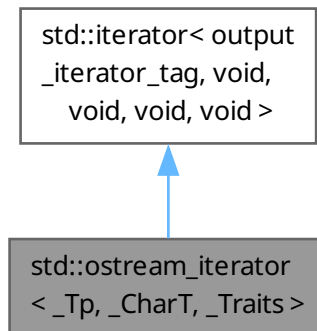 std::iterator< output
_iterator_tag, void,
void, void, void >
std::ostream_iterator
< _Tp, _CharT, _Traits >